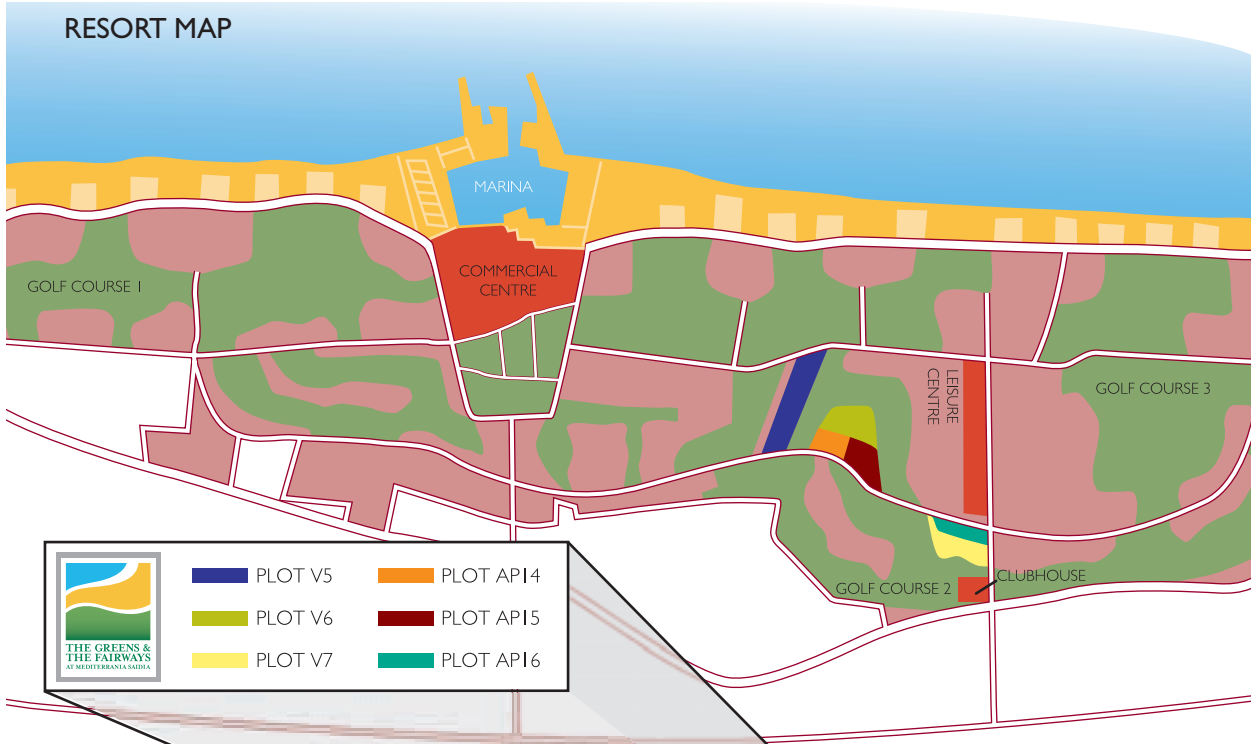 RESORT MAP
MARINA
COMMERCIAL
CENTRE
GOLF COURSE 1
LEISURE
CENTRE
GOLF COURSE 3
GOLF COURSE 2
CLUBHOUSE
THE GREENS &
THE FAIRWAYS
AT MEDITERRANIA SAIDIA
PLOT V5
PLOT V6
PLOT V7
PLOT AP14
PLOT AP15
PLOT AP16